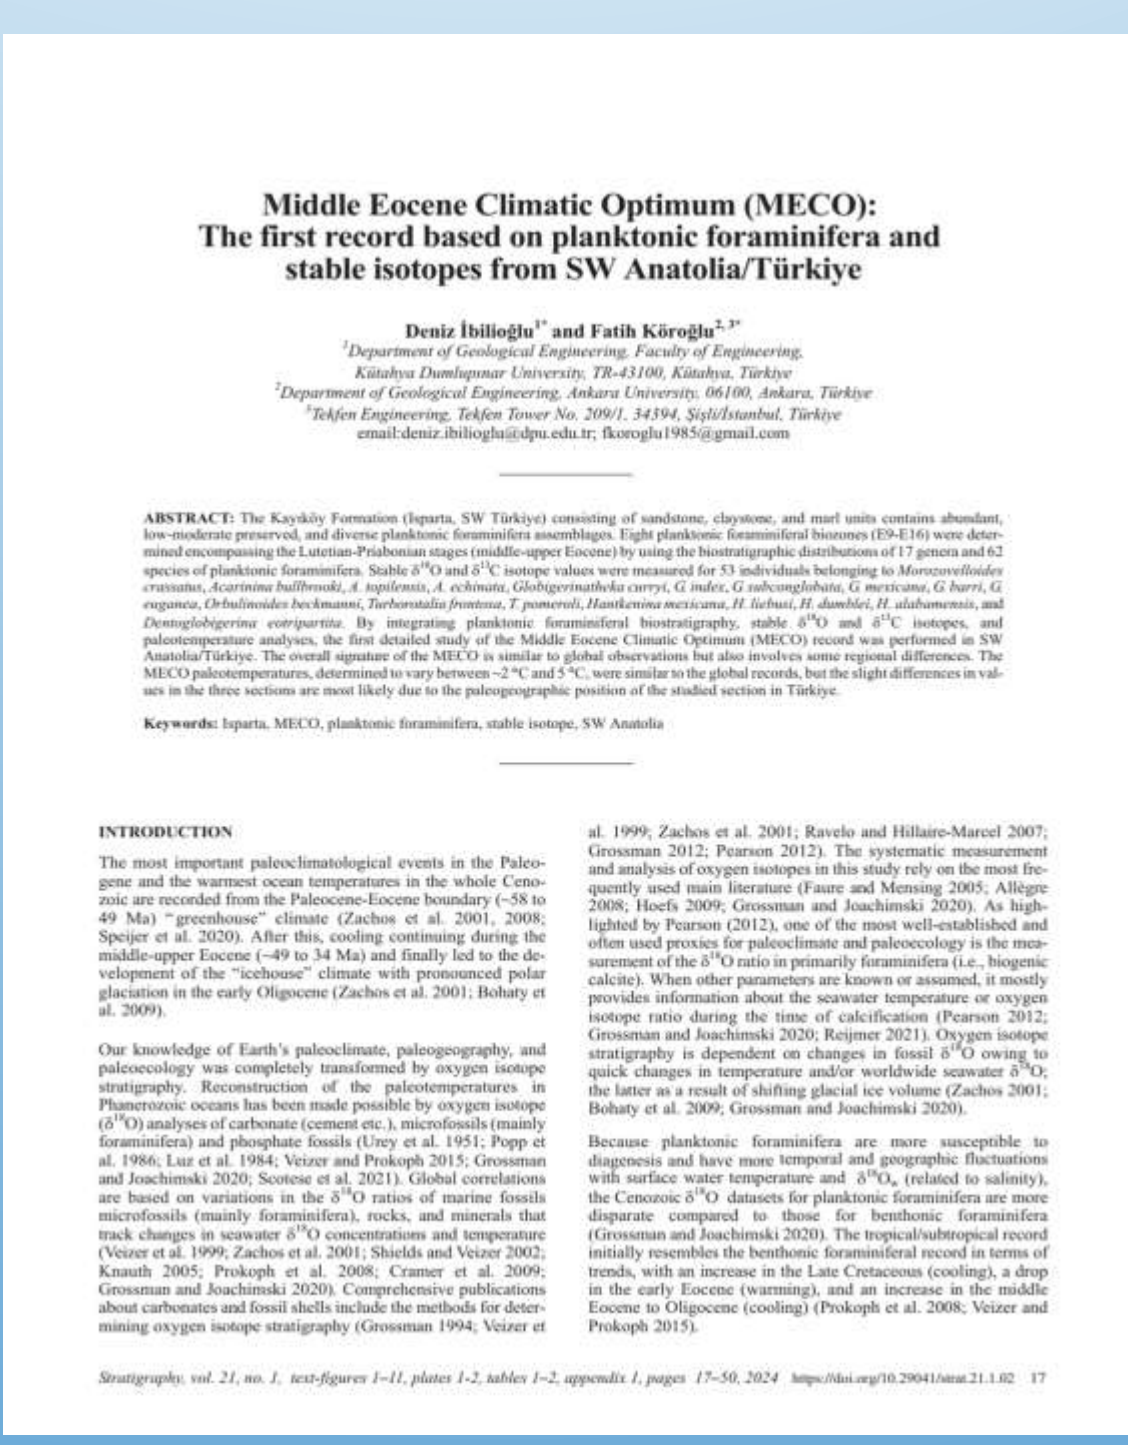 Middle Eocene Climatic Optimum (MECO):
The first record based on planktonic foraminifera and
stable isotopes from SW Anatolia/Türkiye
Deniz İbilioğlu1* and Fatih Köroğlu2, 3*
1Department of Geological Engineering, Faculty of Engineering,
Kütahya Dumlupınar University, TR-43100, Kütahya, Türkiye
2Department of Geological Engineering, Ankara University, 06100, Ankara, Türkiye
3Tekfen Engineering, Tekfen Tower No. 209/1, 34394, Şişli/İstanbul, Türkiye
email:deniz.ibilioglu@dpu.edu.tr; fkoroglu1985@gmail.com
ABSTRACT: The Kayıköy Formation (Isparta, SW Türkiye) consisting of sandstone, claystone, and marl units contains abundant,
low-moderate preserved, and diverse planktonic foraminifera assemblages. Eight planktonic foraminiferal biozones (E9-E16) were deter-
mined encompassing the Lutetian-Priabonian stages (middle-upper Eocene) by using the biostratigraphic distributions of 17 genera and 62
species of planktonic foraminifera. Stable δ18O and δ13C isotope values were measured for 53 individuals belonging to Morozovelloides
crassatus, Acarinina bullbrooki, A. topilensis, A. echinata, Globigerinatheka curryi, G. index, G. subconglobata, G. mexicana, G. barri, G.
euganea, Orbulinoides beckmanni, Turborotalia frontosa, T. pomeroli, Hantkenina mexicana, H. liebusi, H. dumblei, H. alabamensis, and
Dentoglobigerina eotripartita. By integrating planktonic foraminiferal biostratigraphy, stable δ18O and δ13C isotopes, and
paleotemperature analyses, the first detailed study of the Middle Eocene Climatic Optimum (MECO) record was performed in SW
Anatolia/Türkiye. The overall signature of the MECO is similar to global observations but also involves some regional differences. The
MECO paleotemperatures, determined to vary between ~2 °C and 5 °C, were similar to the global records, but the slight differences in val-
ues in the three sections are most likely due to the paleogeographic position of the studied section in Türkiye.
Keywords: Isparta, MECO, planktonic foraminifera, stable isotope, SW Anatolia
INTRODUCTION
The most important paleoclimatological events in the Paleo-
gene and the warmest ocean temperatures in the whole Ceno-
zoic are recorded from the Paleocene-Eocene boundary (~58 to
49 Ma) “greenhouse” climate (Zachos et al. 2001, 2008;
Speijer et al. 2020). After this, cooling continuing during the
middle-upper Eocene (~49 to 34 Ma) and finally led to the de-
velopment of the “icehouse” climate with pronounced polar
glaciation in the early Oligocene (Zachos et al. 2001; Bohaty et
al. 2009).
Our knowledge of Earth's paleoclimate, paleogeography, and
paleoecology was completely transformed by oxygen isotope
stratigraphy. Reconstruction of the paleotemperatures in
Phanerozoic oceans has been made possible by oxygen isotope
(δ18O) analyses of carbonate (cement etc.), microfossils (mainly
foraminifera) and phosphate fossils (Urey et al. 1951; Popp et
al. 1986; Luz et al. 1984; Veizer and Prokoph 2015; Grossman
and Joachimski 2020; Scotese et al. 2021). Global correlations
are based on variations in the δ18O ratios of marine fossils
microfossils (mainly foraminifera), rocks, and minerals that
track changes in seawater δ18O concentrations and temperature
(Veizer et al. 1999; Zachos et al. 2001; Shields and Veizer 2002;
Knauth 2005; Prokoph et al. 2008; Cramer et al. 2009;
Grossman and Joachimski 2020). Comprehensive publications
about carbonates and fossil shells include the methods for deter-
mining oxygen isotope stratigraphy (Grossman 1994; Veizer et
al. 1999; Zachos et al. 2001; Ravelo and Hillaire-Marcel 2007;
Grossman 2012; Pearson 2012). The systematic measurement
and analysis of oxygen isotopes in this study rely on the most fre-
quently used main literature (Faure and Mensing 2005; Allègre
2008; Hoefs 2009; Grossman and Joachimski 2020). As high-
lighted by Pearson (2012), one of the most well-established and
often used proxies for paleoclimate and paleoecology is the mea-
surement of the δ18O ratio in primarily foraminifera (i.e., biogenic
calcite). When other parameters are known or assumed, it mostly
provides information about the seawater temperature or oxygen
isotope ratio during the time of calcification (Pearson 2012;
Grossman and Joachimski 2020; Reijmer 2021). Oxygen isotope
stratigraphy is dependent on changes in fossil δ18O owing to
quick changes in temperature and/or worldwide seawater δ18O;
the latter as a result of shifting glacial ice volume (Zachos 2001;
Bohaty et al. 2009; Grossman and Joachimski 2020).
Because planktonic foraminifera are more susceptible to
diagenesis and have more temporal and geographic fluctuations
with surface water temperature and δ18Ow (related to salinity),
the Cenozoic δ18O datasets for planktonic foraminifera are more
disparate compared to those for benthonic foraminifera
(Grossman and Joachimski 2020). The tropical/subtropical record
initially resembles the benthonic foraminiferal record in terms of
trends, with an increase in the Late Cretaceous (cooling), a drop
in the early Eocene (warming), and an increase in the middle
Eocene to Oligocene (cooling) (Prokoph et al. 2008; Veizer and
Prokoph 2015).
Stratigraphy, vol. 21, no. 1, text-figures 1–11, plates 1-2, tables 1–2, appendix 1, pages 17–50, 2024 https://doi.org/10.29041/strat.21.1.02 17